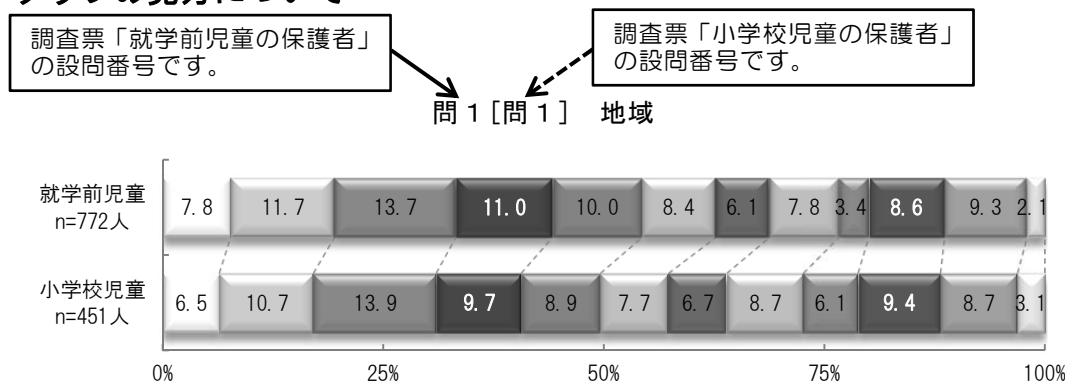 調査票「就学前児童の保護者」
の設問番号です。
調査票「小学校児童の保護者」
の設問番号です。
問1[問1] 地域
就学前児童
n=772人
7.8 11.7 13.7 11.0 10.0 8.4 6.1 7.8 3.4 8.6 9.3 2.1
小学校児童
n=451人
6.5 10.7 13.9 9.7 8.9 7.7 6.7 8.7 6.1 9.4 8.7 3.1
0% 25% 50% 75% 100%